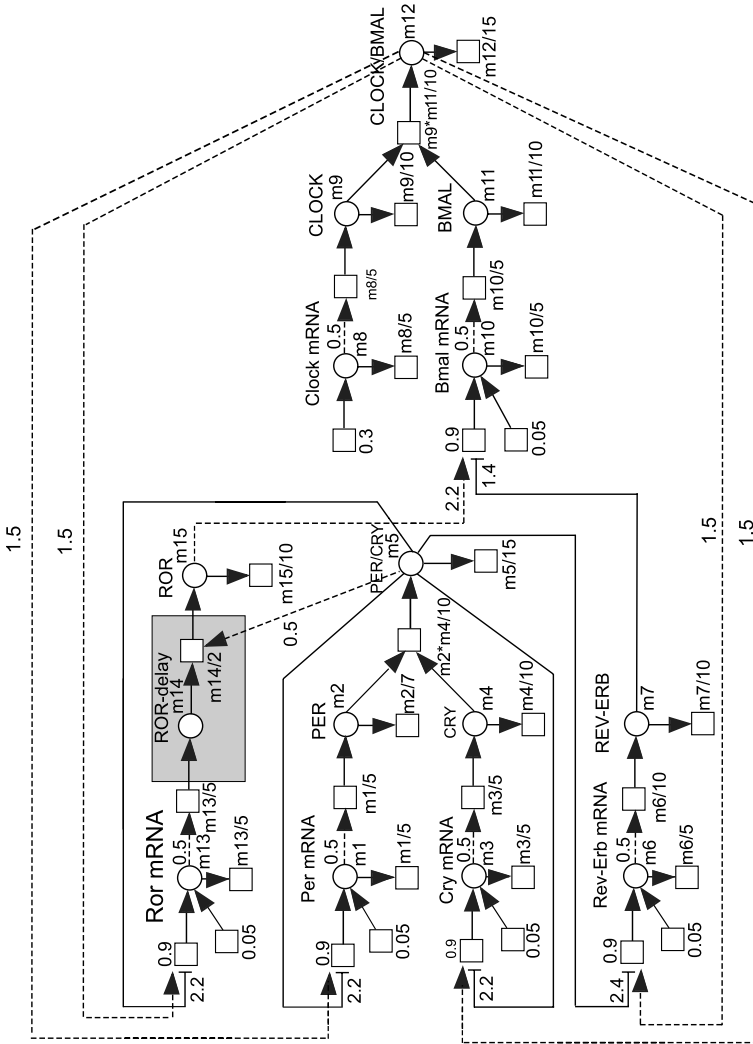 1.5
1.5
CLOCK/BMAL
m12
m12/15
m9*m11/10
CLOCK
m9
m9/10
m8/5
Clock mRNA
0.5
m8
m8/5
0.3
BMAL
m11
m11/10
m10/5
Bmal mRNA
0.5
m10
m10/5
0.9
0.05
2.2
1.4
ROR
m15
m15/10
ROR-delay
m14
m14/2
0.5
Ror mRNA
0.5
m13
m13/5
m13/5
0.9
0.05
2.2
PER/CRY
m5
m5/15
m2*m4/10
PER
m2
m2/7
m1/5
Per mRNA
0.5
m1
m1/5
0.9
0.05
2.2
CRY
m4
m4/10
m3/5
Cry mRNA
0.5
m3
m3/5
0.9
0.05
2.2
REV-ERB
m7
m7/10
m6/10
Rev-Erb mRNA
0.5
m6
m6/5
0.9
0.05
2.4
1.5
1.5